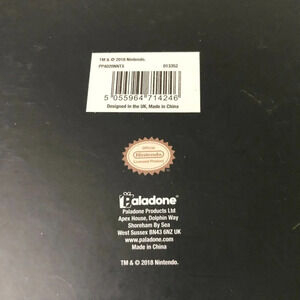 TM & © 2018 Nintendo.
PP4020NNTX 013352
5 055964 714246
Designed in the UK, Made in China
Official
Nintendo
Licensed Product
Paladone®
Paladone Products Ltd
Apex House, Dolphin Way
Shoreham By Sea
West Sussex BN43 6NZ UK
www.paladone.com
Made in China
TM & © 2018 Nintendo.